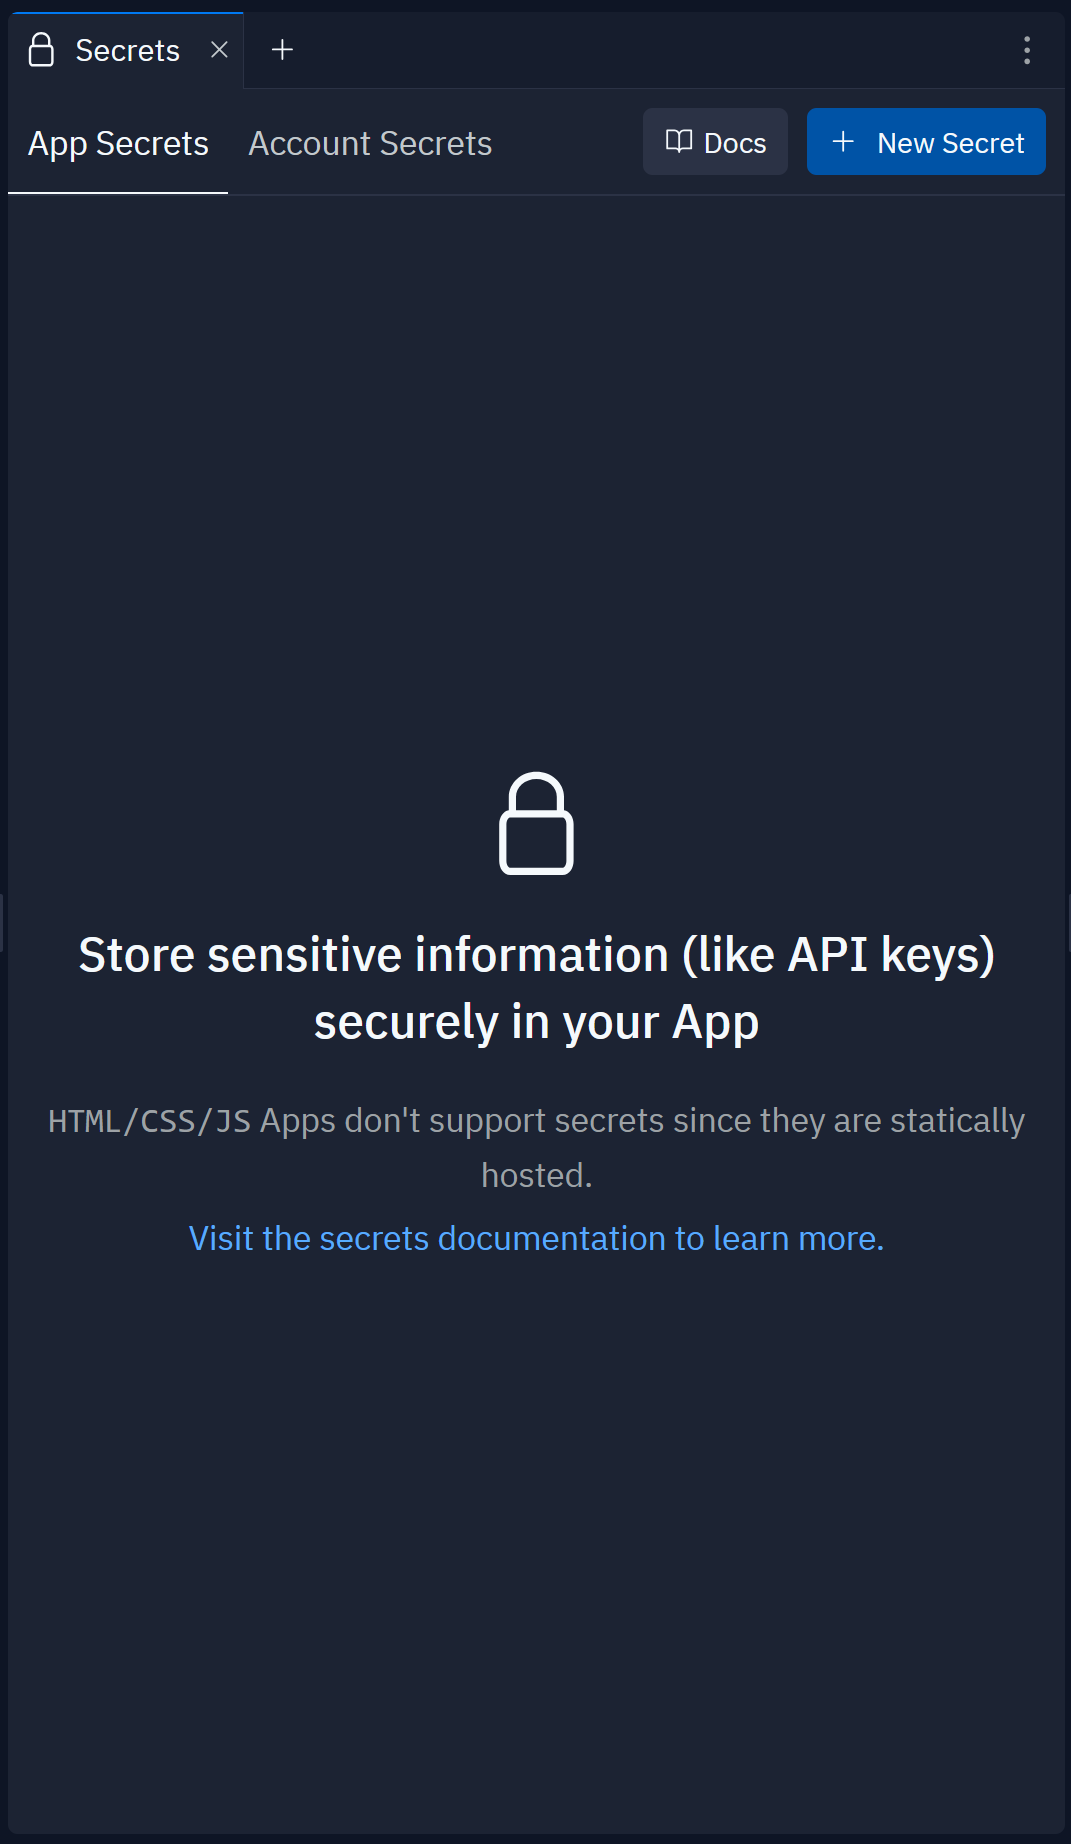 Secrets
App Secrets
Account Secrets
Docs
New Secret
Store sensitive information (like API keys)
securely in your App
HTML/CSS/JS Apps don't support secrets since they are statically
hosted.
Visit the secrets documentation to learn more.